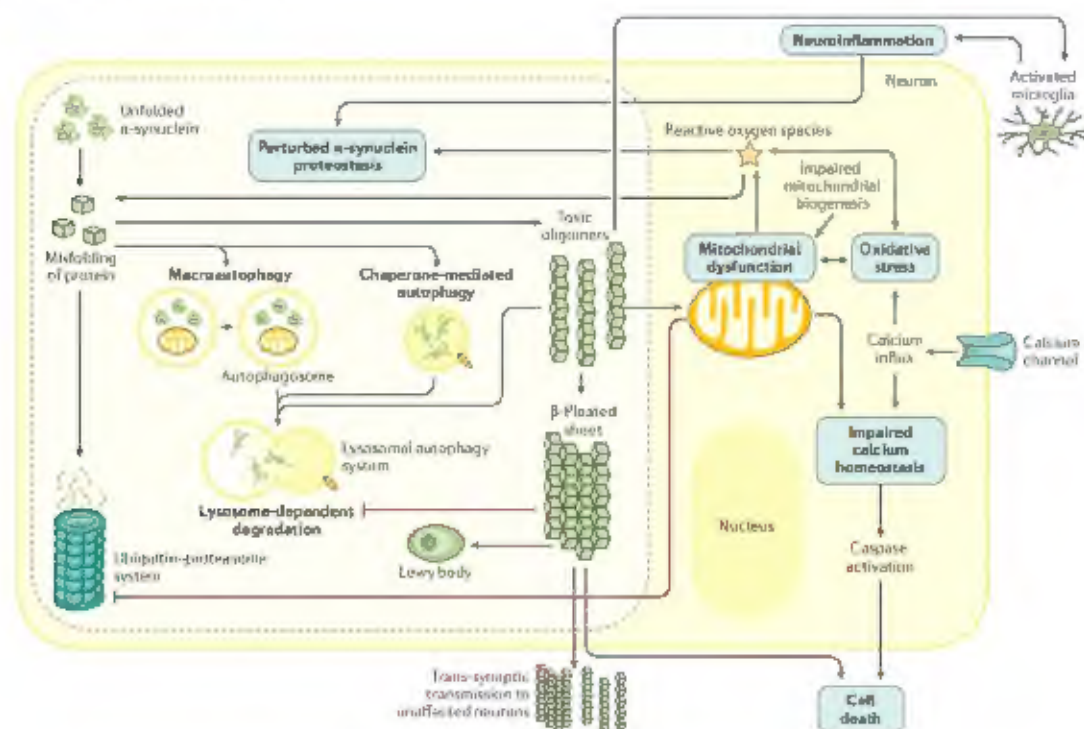 Neuroinflammation
Neuron
Activated
microglia
Unfolded
α-synuclein
Perturbed α-synuclein
proteostasis
Reactive oxygen species
Impaired
mitochondrial
biogenesis
Misfolding
of protein
Macroautophagy
Chaperone-mediated
autophagy
Toxic
oligomers
Mitochondrial
dysfunction
Oxidative
stress
Autophagosome
Calcium
influx
Calcium
channel
β-Pleated
sheet
Lysosomal autophagy
system
Impaired
calcium
homeostasis
Lysosome-dependent
degradation
Nucleus
Ubiquitin-proteasome
system
Lewy body
Caspase
activation
Trans-synaptic
transmission to
unaffected neurons
Cell
death